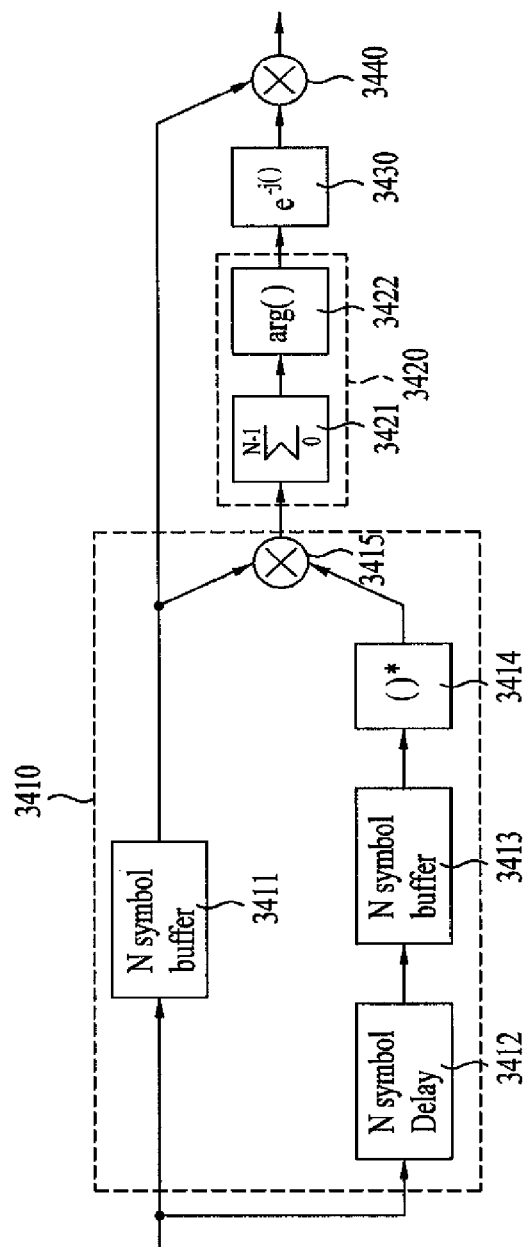 3410
N symbol
buffer
3411
N symbol
Delay
3412
N symbol
buffer
3413
()*
3414
3415
N-1
∑
0
3421
arg()
3422
3420
e-j()
3430
3440